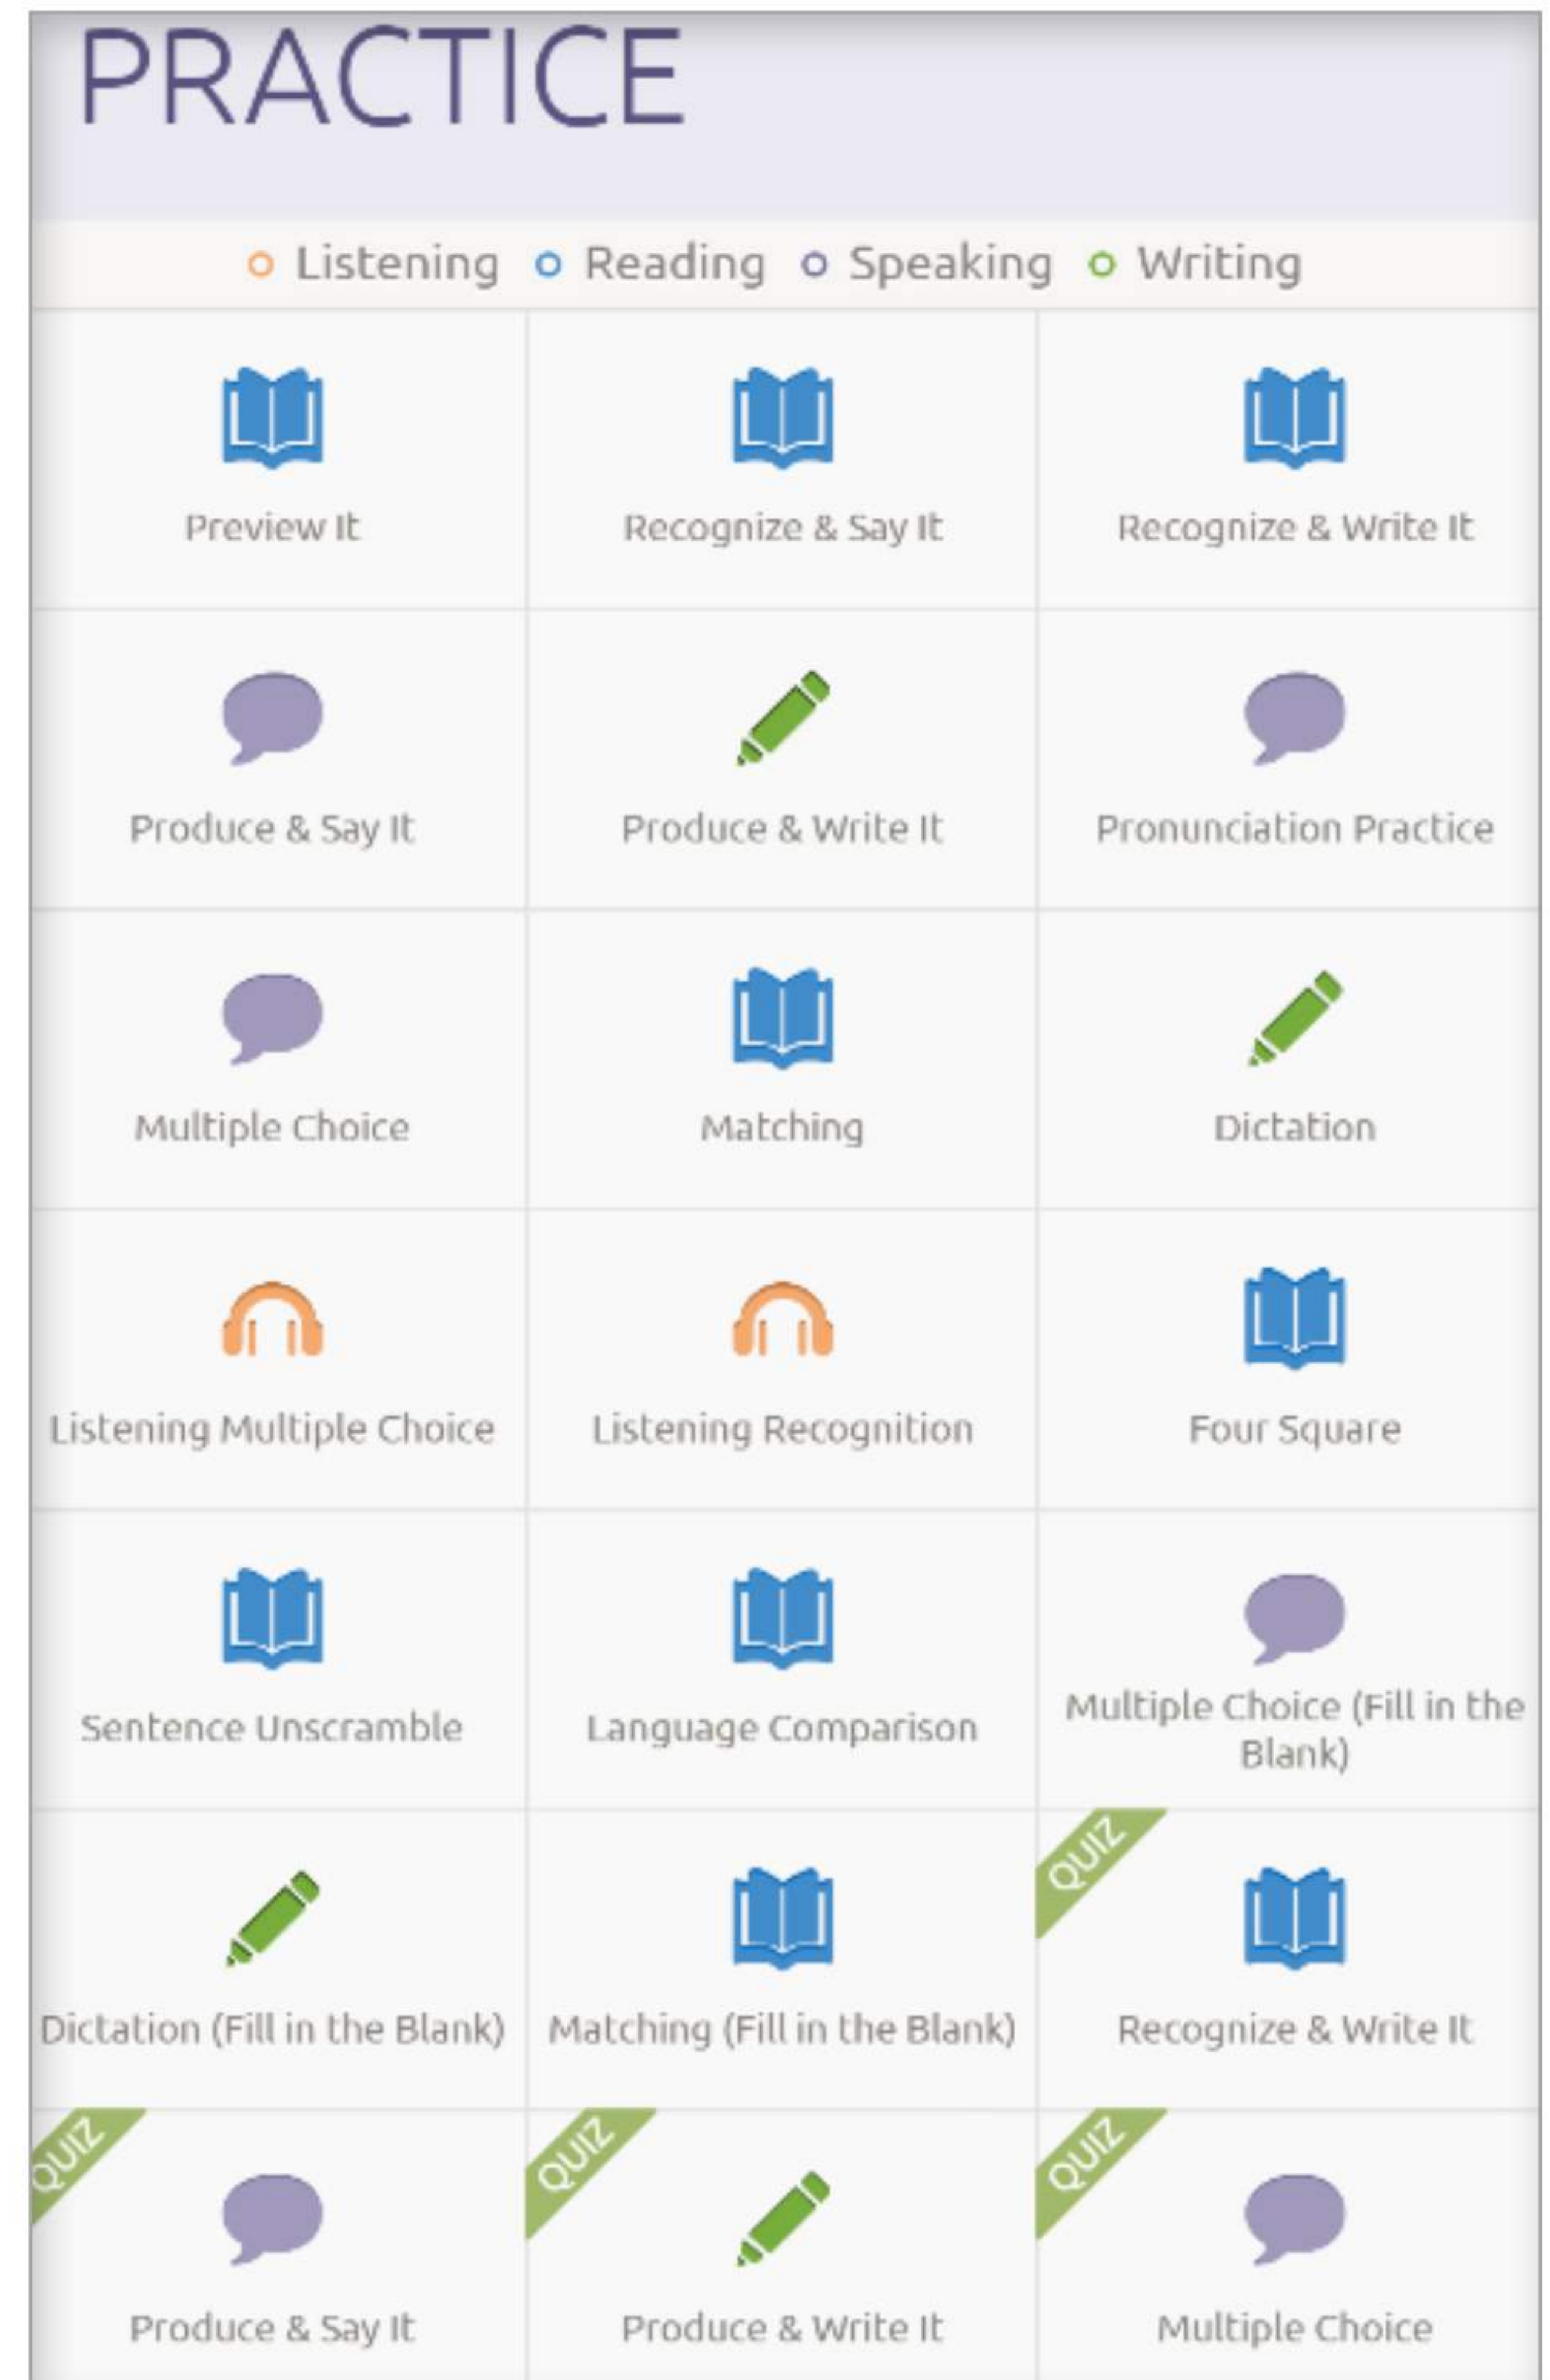 PRACTICE
Listening Reading Speaking Writing
Preview It Recognize & Say It Recognize & Write It
Produce & Say It Produce & Write It Pronunciation Practice
Multiple Choice Matching Dictation
Listening Multiple Choice Listening Recognition Four Square
Sentence Unscramble Language Comparison Multiple Choice (Fill in the
Blank)
QUIZ
Dictation (Fill in the Blank) Matching (Fill in the Blank) Recognize & Write It
QUIZ QUIZ QUIZ
Produce & Say It Produce & Write It Multiple Choice